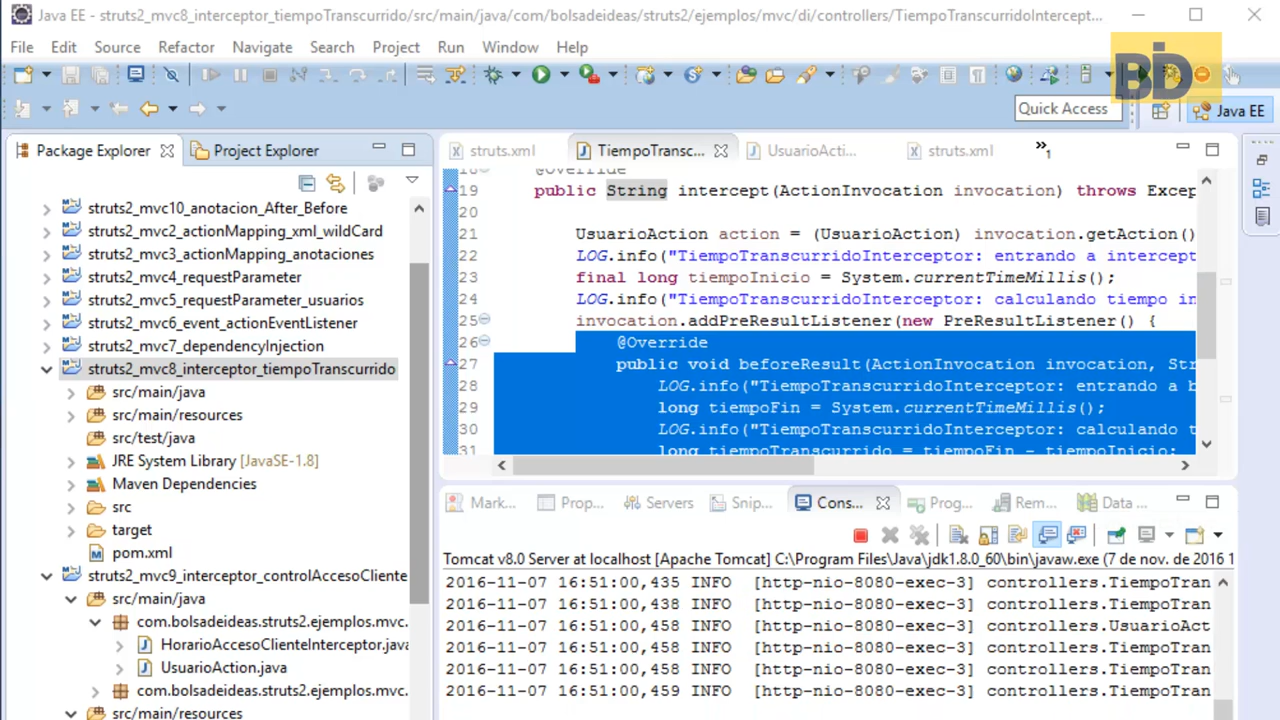 Java EE - struts2_mvc8_interceptor_tiempoTranscurrido/src/main/java/com/bolsadeideas/struts2/ejemplos/mvc/di/controllers/TiempoTranscurridoIntercept...
File Edit Source Refactor Navigate Search Project Run Window Help
BD
Quick Access
Java EE
Package Explorer
Project Explorer
struts2_mvc10_anotacion_After_Before
struts2_mvc2_actionMapping_xml_wildCard
struts2_mvc3_actionMapping_anotaciones
struts2_mvc4_requestParameter
struts2_mvc5_requestParameter_usuarios
struts2_mvc6_event_actionEventListener
struts2_mvc7_dependencyInjection
struts2_mvc8_interceptor_tiempoTranscurrido
src/main/java
src/main/resources
src/test/java
JRE System Library [JavaSE-1.8]
Maven Dependencies
src
target
pom.xml
struts2_mvc9_interceptor_controlAccesoCliente
src/main/java
com.bolsadeideas.struts2.ejemplos.mvc.
HorarioAccesoClienteInterceptor.java
UsuarioAction.java
com.bolsadeideas.struts2.ejemplos.mvc.
src/main/resources
struts.xml TiempoTransc... UsuarioActi... struts.xml »1
18 @Override
19 public String intercept(ActionInvocation invocation) throws Excep
20
21 UsuarioAction action = (UsuarioAction) invocation.getAction()
22 LOG.info("TiempoTranscurridoInterceptor: entrando a intercept
23 final long tiempoInicio = System.currentTimeMillis();
24 LOG.info("TiempoTranscurridoInterceptor: calculando tiempo in
25 invocation.addPreResultListener(new PreResultListener() {
26 @Override
27 public void beforeResult(ActionInvocation invocation, Str
28 LOG.info("TiempoTranscurridoInterceptor: entrando a b
29 long tiempoFin = System.currentTimeMillis();
30 LOG.info("TiempoTranscurridoInterceptor: calculando t
31 long tiempoTranscurrido = tiempoFin - tiempoInicio;
Mark... Prop... Servers Snip... Cons... Prog... Rem... Data ...
Tomcat v8.0 Server at localhost [Apache Tomcat] C:\Program Files\Java\jdk1.8.0_60\bin\javaw.exe (7 de nov. de 2016 1
2016-11-07 16:51:00,435 INFO [http-nio-8080-exec-3] controllers.TiempoTran
2016-11-07 16:51:00,438 INFO [http-nio-8080-exec-3] controllers.TiempoTran
2016-11-07 16:51:00,458 INFO [http-nio-8080-exec-3] controllers.UsuarioAct
2016-11-07 16:51:00,458 INFO [http-nio-8080-exec-3] controllers.TiempoTran
2016-11-07 16:51:00,458 INFO [http-nio-8080-exec-3] controllers.TiempoTran
2016-11-07 16:51:00,459 INFO [http-nio-8080-exec-3] controllers.TiempoTran